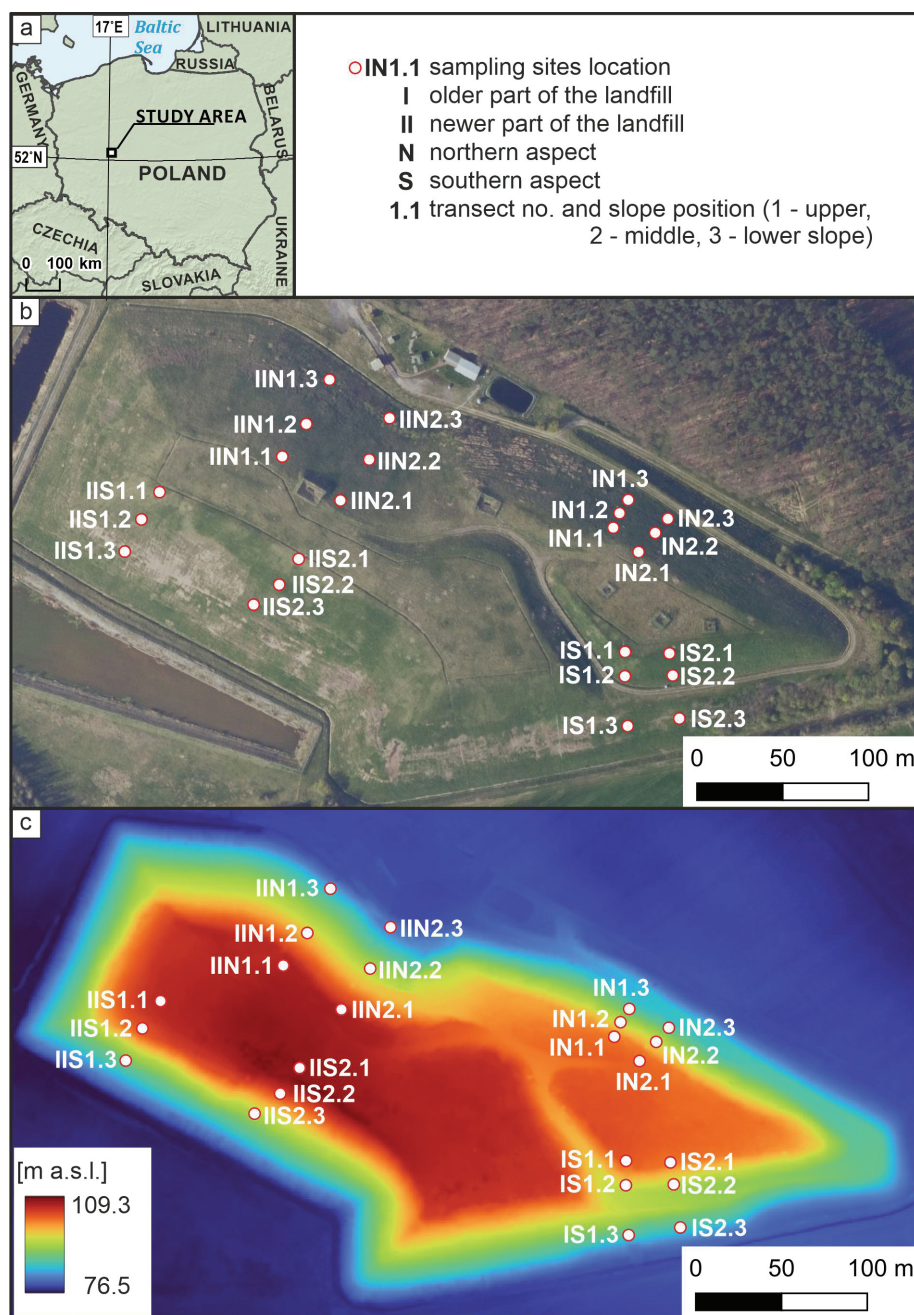 a
17°E
Baltic
Sea
LITHUANIA
RUSSIA
GERMANY
BELARUS
STUDY AREA
52°N
POLAND
UKRAINE
CZECHIA
0 100 km
SLOVAKIA
IN1.1 sampling sites location
I older part of the landfill
II newer part of the landfill
N northern aspect
S southern aspect
1.1 transect no. and slope position (1 - upper,
2 - middle, 3 - lower slope)
b
IIN1.3
IIN1.2
IIN2.3
IIN1.1
IIN2.2
IIS1.1
IIN2.1
IN1.3
IIS1.2
IN1.2
IN2.3
IN1.1
IN2.2
IIS1.3
IIS2.1
IN2.1
IIS2.2
IIS2.3
IS1.1
IS2.1
IS1.2
IS2.2
IS1.3
IS2.3
0 50 100 m
c
IIN1.3
IIN1.2
IIN2.3
IIN1.1
IIN2.2
IIS1.1
IIN2.1
IN1.3
IIS1.2
IN1.2
IN2.3
IN1.1
IN2.2
IIS1.3
IIS2.1
IN2.1
IIS2.2
IIS2.3
IS1.1
IS2.1
IS1.2
IS2.2
IS1.3
IS2.3
[m a.s.l.]
109.3
76.5
0 50 100 m